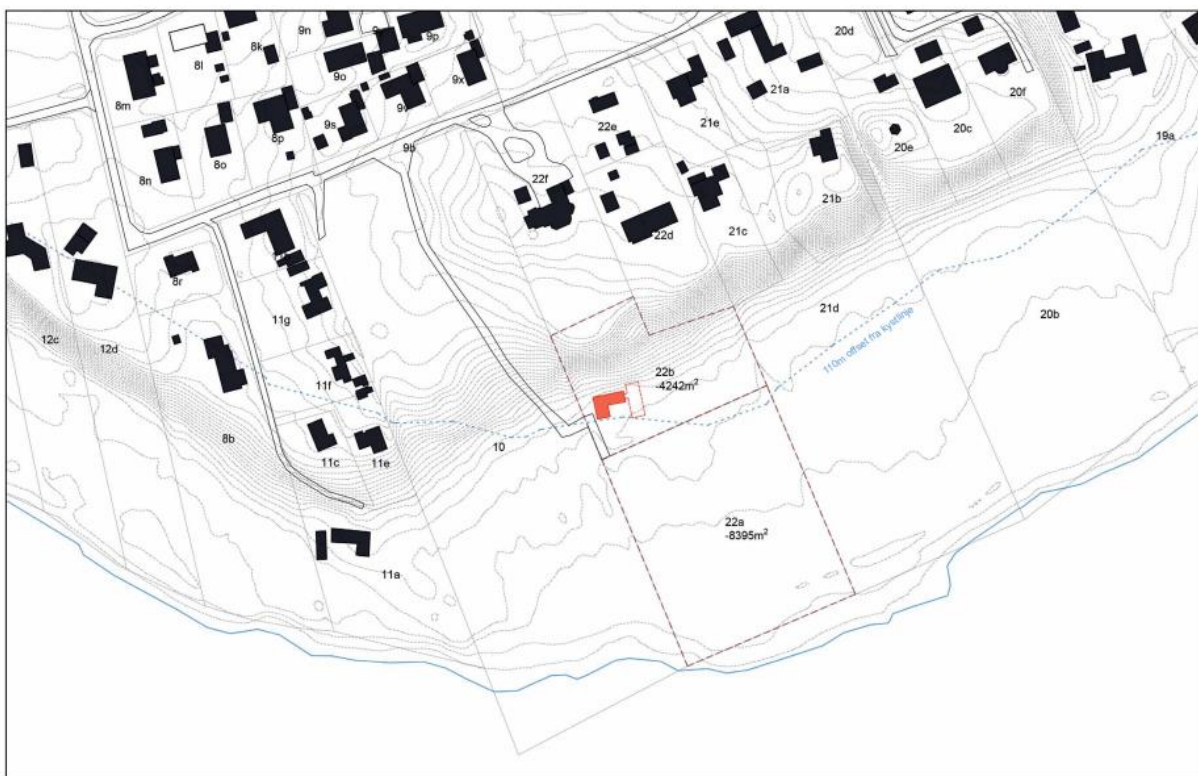 9n
9p
20d
8k
8l
9o
9x
8m
21a
20f
9v
22e
21e
20c
8p
9s
19a
8o
20e
9b
8n
22f
21b
22d
21c
8r
11g
21d
20b
12c
12d
110m offset fra kystlinje
11f
22b
-4242m²
8b
10
11c
11e
22a
-8395m²
11a